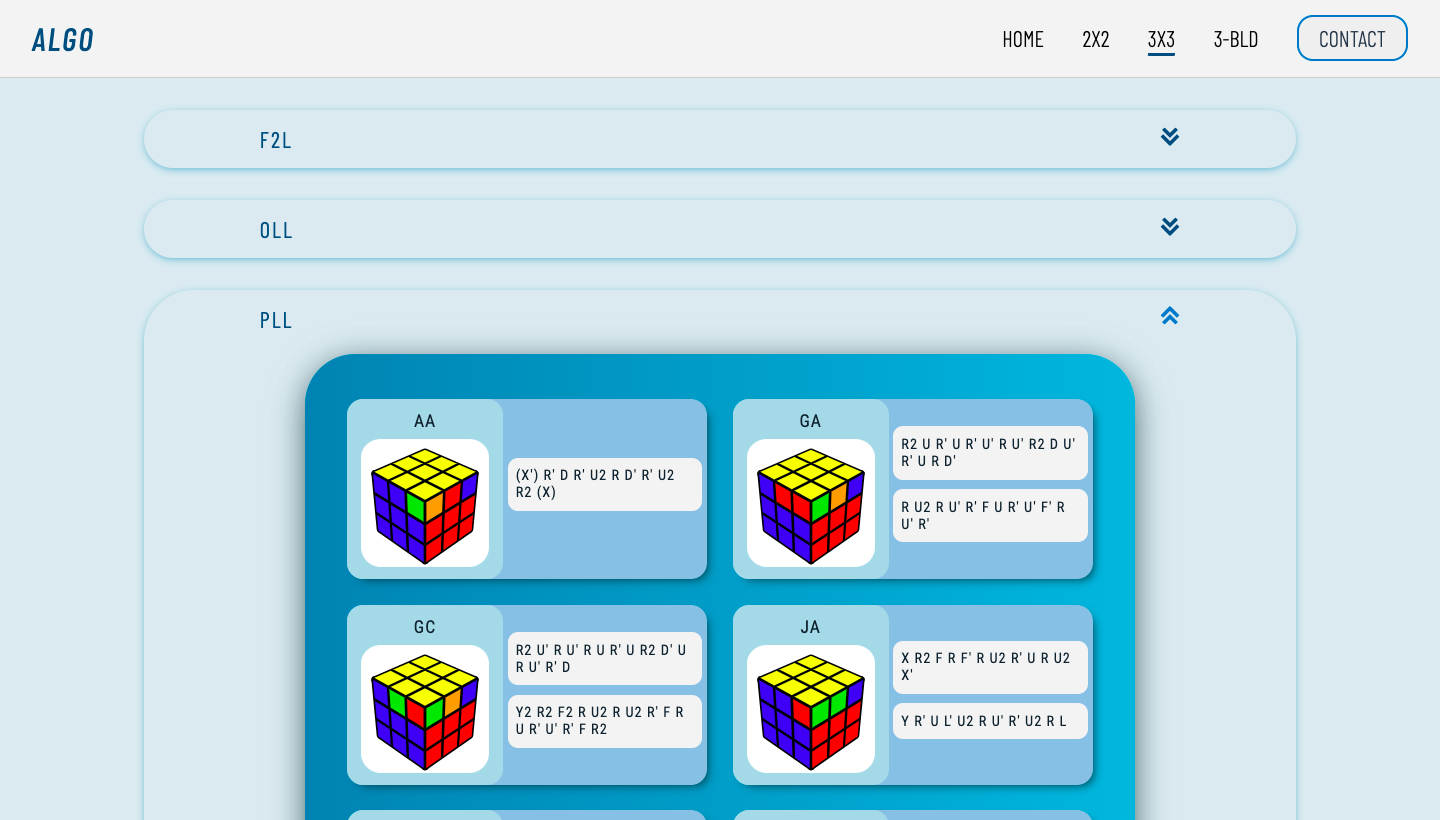 ALGO
HOME
2X2
3X3
3-BLD
CONTACT
F2L
OLL
PLL
AA
(X') R' D R' U2 R D' R' U2
R2 (X)
GA
R2 U R' U R' U' R U' R2 D U'
R' U R D'
R U2 R U' R' F U R' U' F' R
U' R'
GC
R2 U' R U' R U R' U R2 D' U
R U' R' D
Y2 R2 F2 R U2 R U2 R' F R
U R' U' R' F R2
JA
X R2 F R F' R U2 R' U R U2
X'
Y R' U L' U2 R U' R' U2 R L